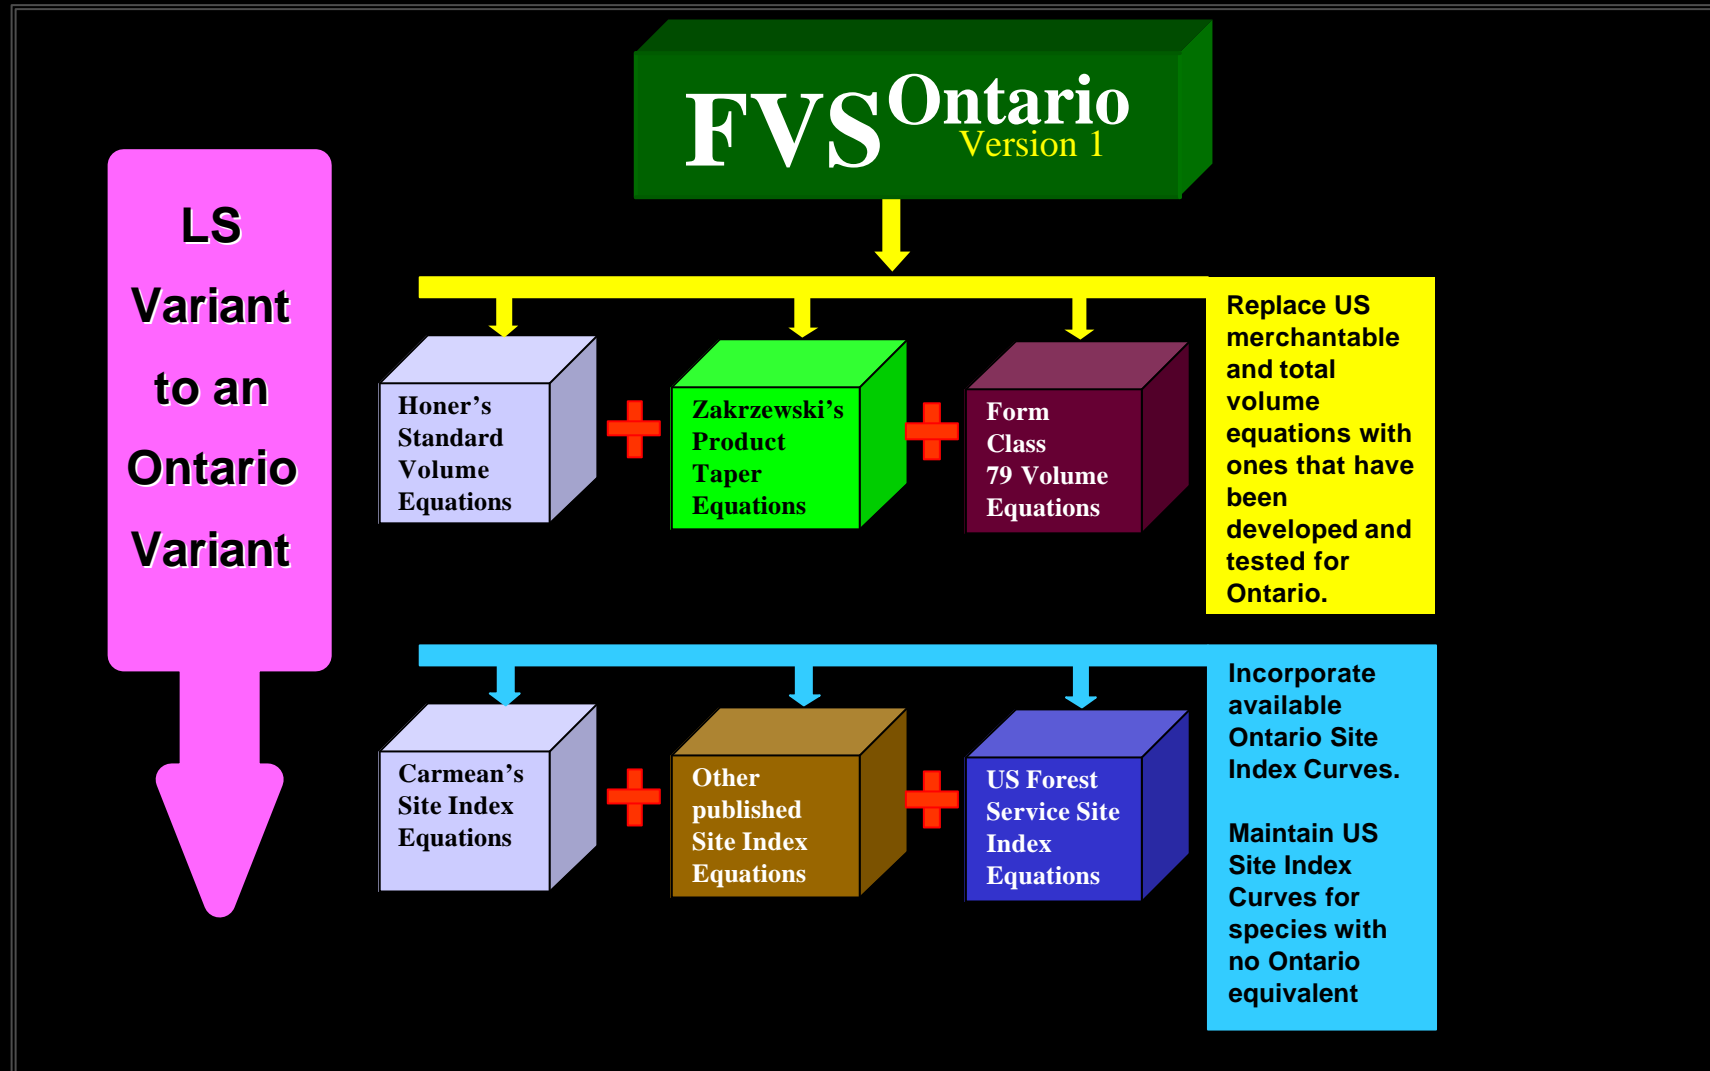 FVS Ontario
Version 1
LS
Variant
to an
Ontario
Variant
Honer’s
Standard
Volume
Equations
Zakrzewski’s
Product
Taper
Equations
Form
Class
79 Volume
Equations
Replace US
merchantable
and total
volume
equations with
ones that have
been
developed and
tested for
Ontario.
Carmean’s
Site Index
Equations
Other
published
Site Index
Equations
US Forest
Service Site
Index
Equations
Incorporate
available
Ontario Site
Index Curves.
Maintain US
Site Index
Curves for
species with
no Ontario
equivalent